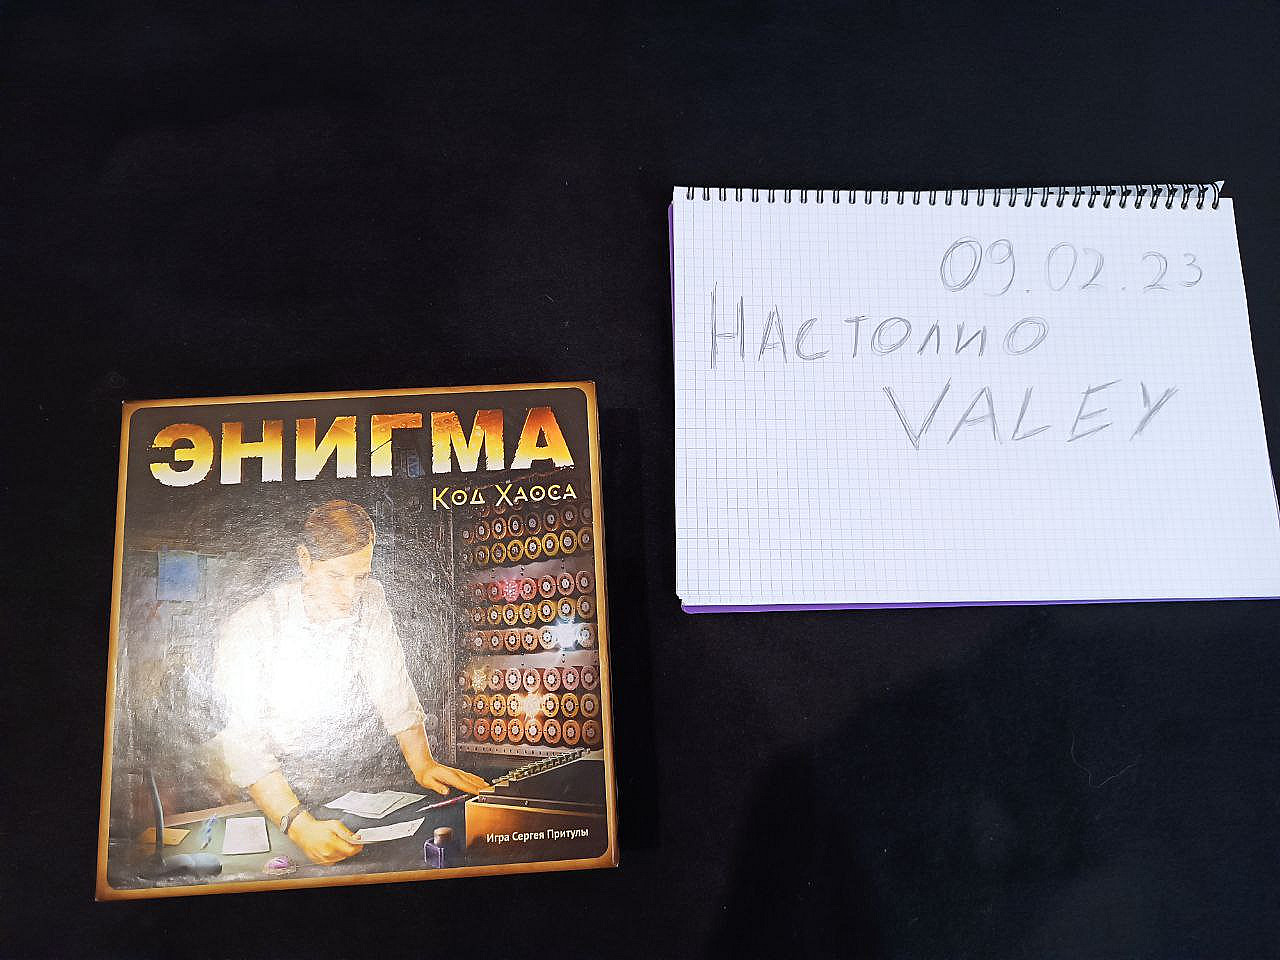 ЭНИГМА
Код Хаоса
Игра Сергея Притулы
09.02.23
Настолио
VALEY